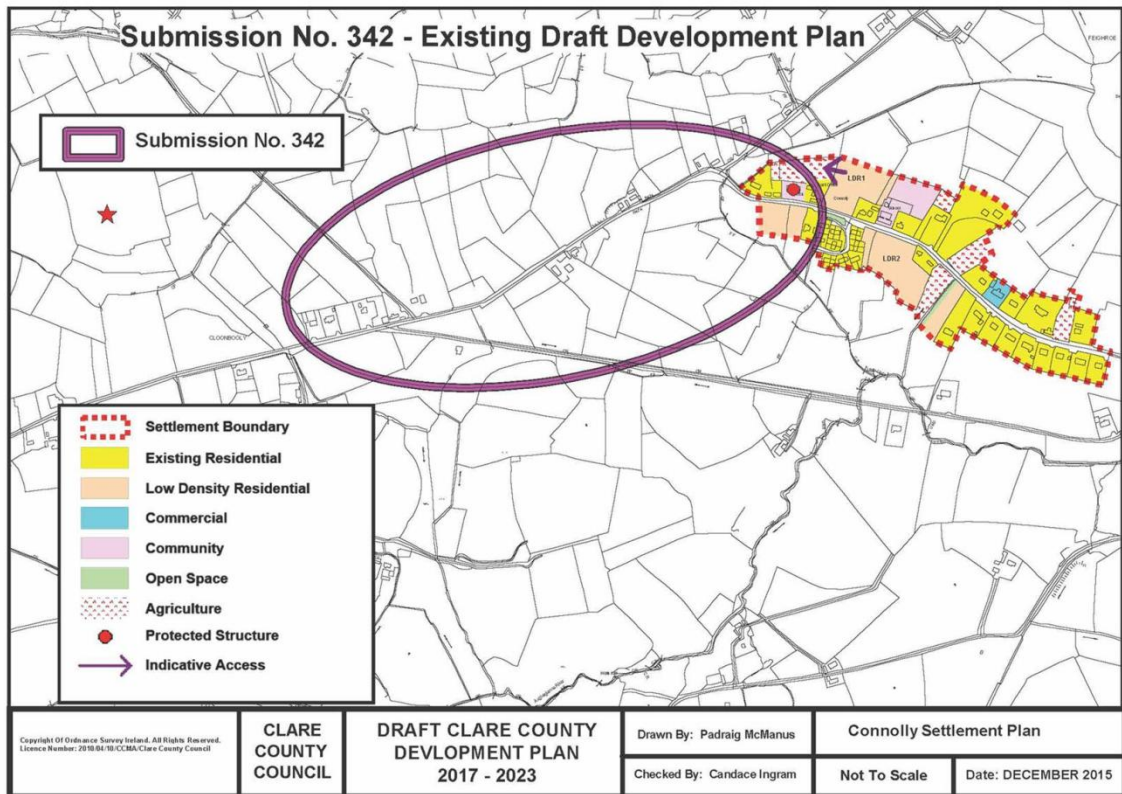 Submission No. 342 - Existing Draft Development Plan
FEIGHROE
Submission No. 342
LDR1
LDR2
CLOONBOOLY
Settlement Boundary
Existing Residential
Low Density Residential
Commercial
Community
Open Space
Agriculture
Protected Structure
Indicative Access
Copyright Of Ordnance Survey Ireland. All Rights Reserved.
Licence Number: 2010/04/10/CCMA/Clare County Council
CLARE
COUNTY
COUNCIL
DRAFT CLARE COUNTY
DEVLOPMENT PLAN
2017 - 2023
Drawn By: Padraig McManus
Checked By: Candace Ingram
Connolly Settlement Plan
Not To Scale
Date: DECEMBER 2015